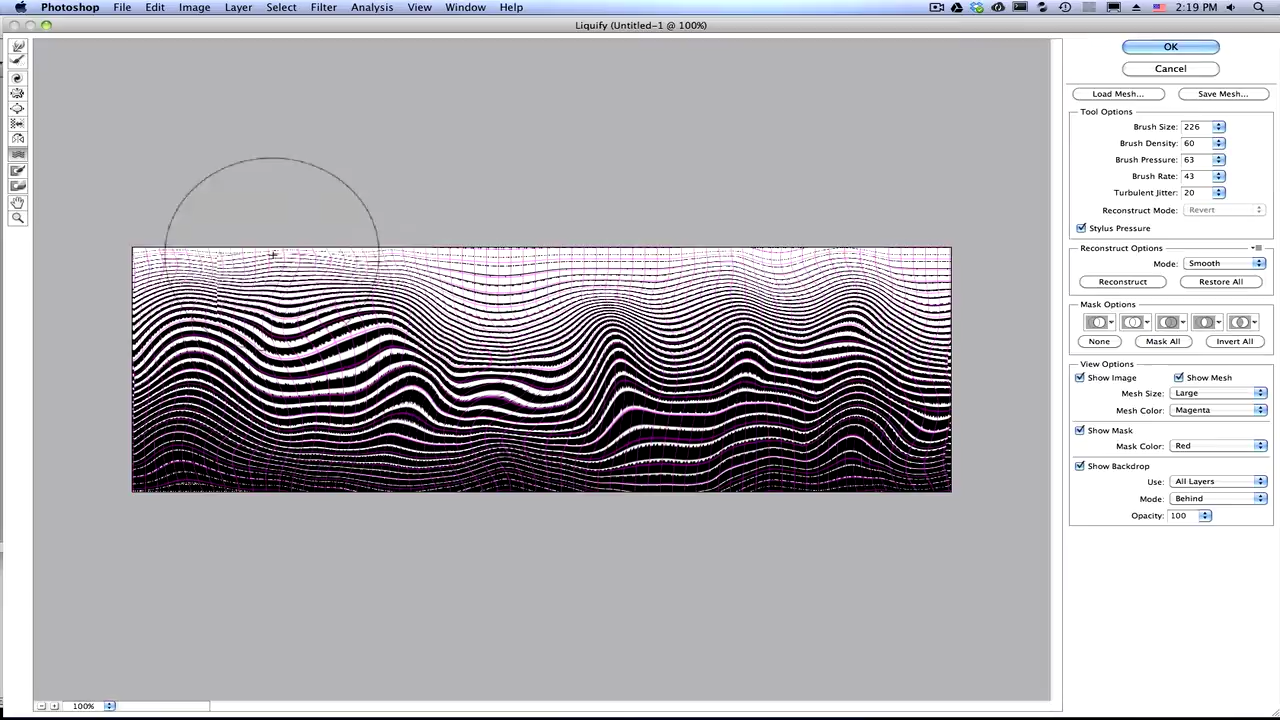 Photoshop File Edit Image Layer Select Filter Analysis View Window Help 2:19 PM
Liquify (Untitled-1 @ 100%)
OK
Cancel
Load Mesh... Save Mesh...
Tool Options
Brush Size: 226
Brush Density: 60
Brush Pressure: 63
Brush Rate: 43
Turbulent Jitter: 20
Reconstruct Mode: Revert
Stylus Pressure
Reconstruct Options
Mode: Smooth
Reconstruct Restore All
Mask Options
None Mask All Invert All
View Options
Show Image Show Mesh
Mesh Size: Large
Mesh Color: Magenta
Show Mask
Mask Color: Red
Show Backdrop
Use: All Layers
Mode: Behind
Opacity: 100
100%